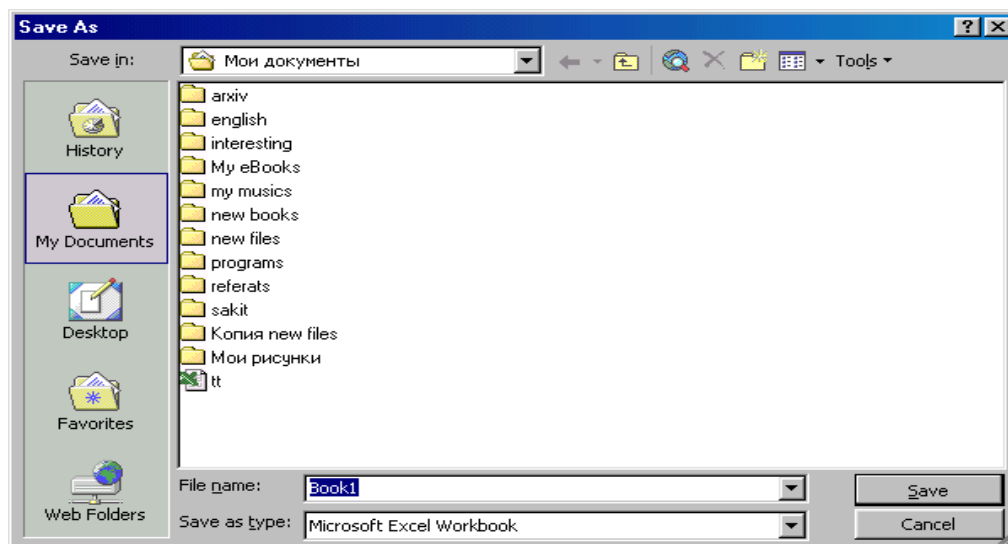 Save As
Save in:
Мои документы
Tools
History
My Documents
Desktop
Favorites
Web Folders
arxiv
english
interesting
My eBooks
my musics
new books
new files
programs
referats
sakit
Копия new files
Мои рисунки
tt
File name:
Book1
Save
Save as type:
Microsoft Excel Workbook
Cancel